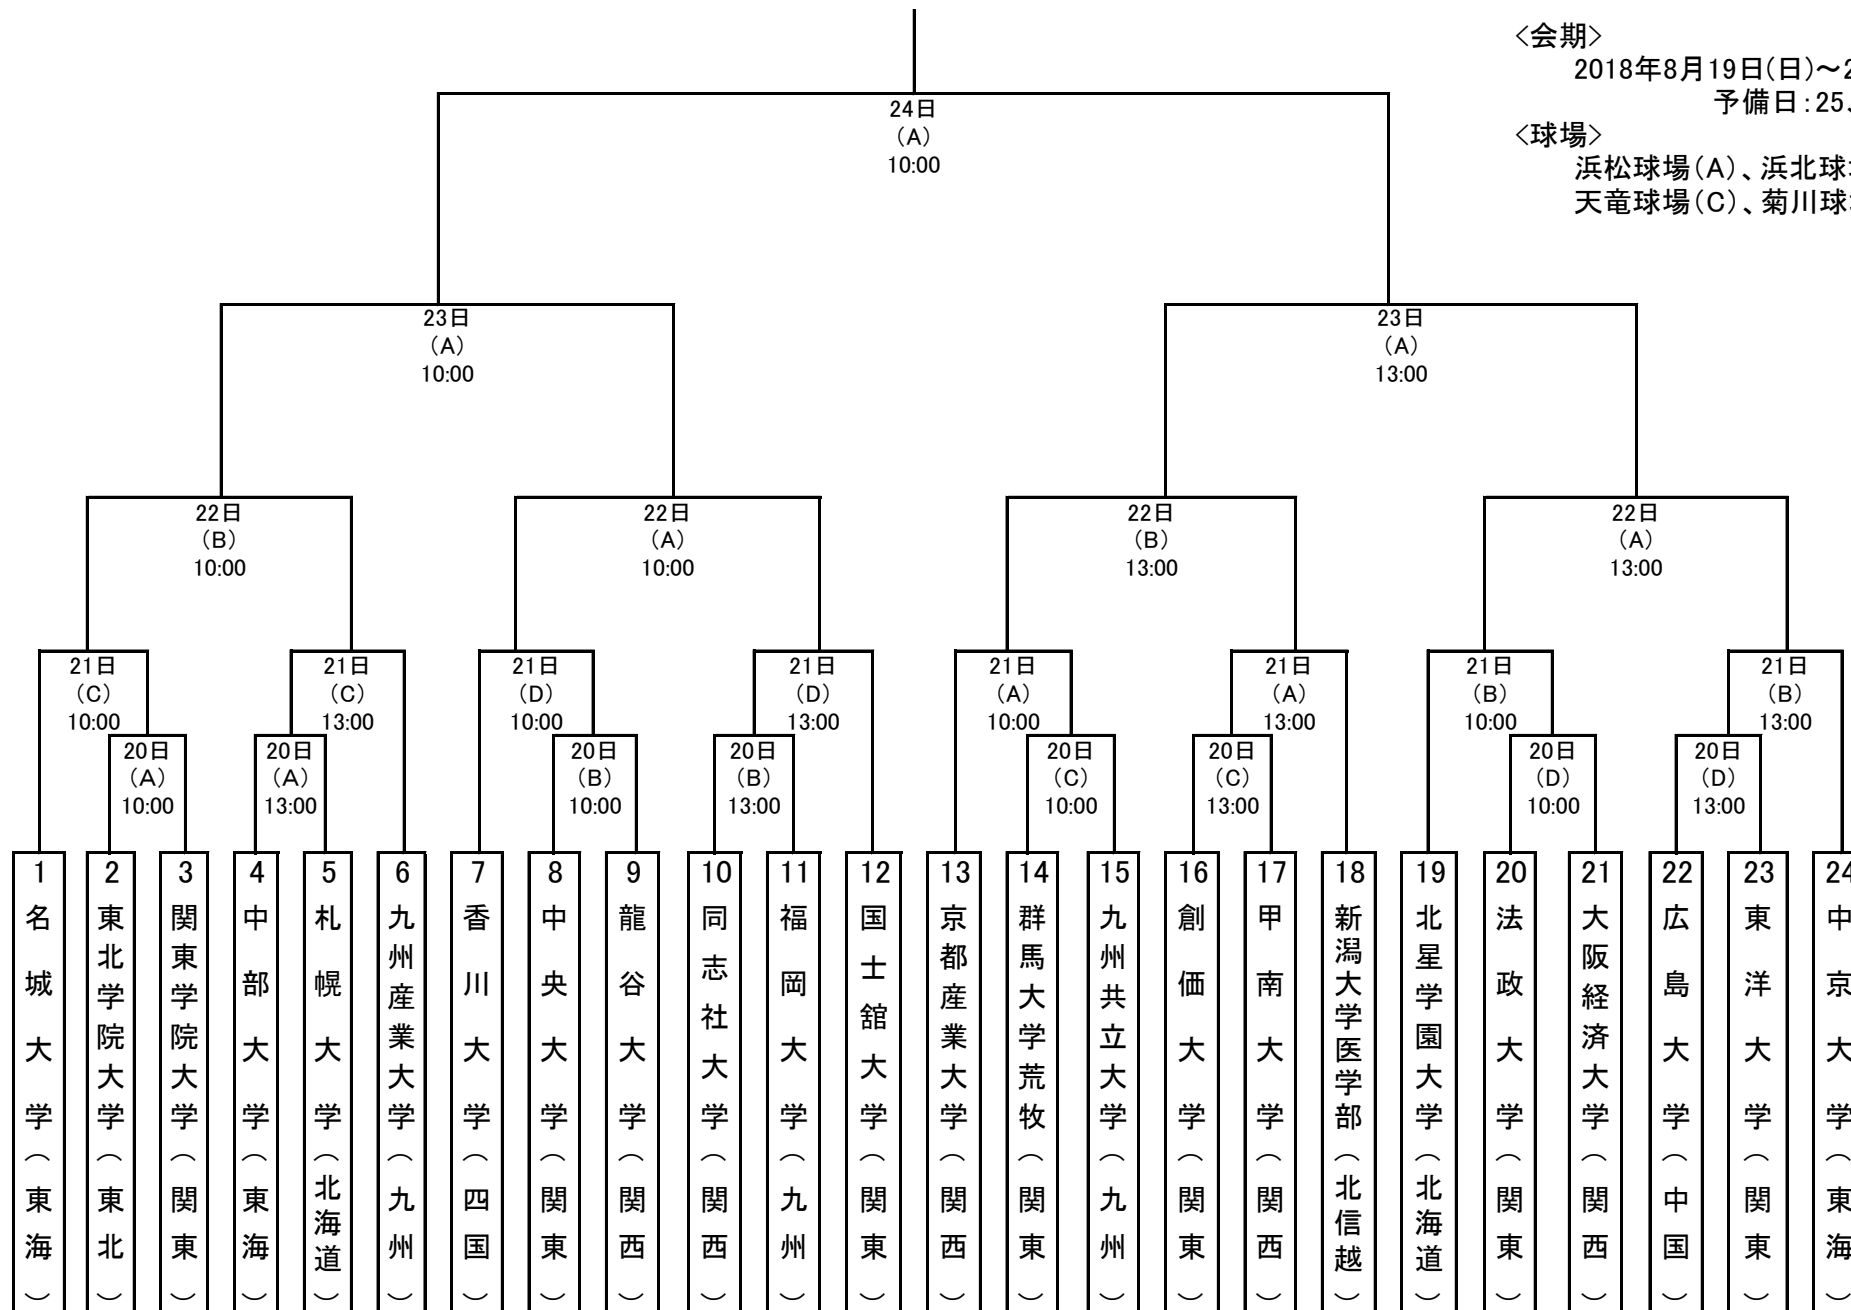 〈会期〉
2018年8月19日(日)～2
予備日：25、
〈球場〉
浜松球場（A）、浜北球場
天竜球場（C）、菊川球場
24日
（A）
10:00
23日
（A）
10:00
23日
（A）
13:00
22日
（B）
10:00
22日
（A）
10:00
22日
（B）
13:00
22日
（A）
13:00
21日
（C）
10:00
21日
（C）
13:00
21日
（D）
10:00
21日
（D）
13:00
21日
（A）
10:00
21日
（A）
13:00
21日
（B）
10:00
21日
（B）
13:00
20日
（A）
10:00
20日
（A）
13:00
20日
（B）
10:00
20日
（B）
13:00
20日
（C）
10:00
20日
（C）
13:00
20日
（D）
10:00
20日
（D）
13:00
1 名城大学（東海）
2 東北学院大学（東北）
3 関東学院大学（関東）
4 中部大学（東海）
5 札幌大学（北海道）
6 九州産業大学（九州）
7 香川大学（四国）
8 中央大学（関東）
9 龍谷大学（関西）
10 同志社大学（関西）
11 福岡大学（九州）
12 国士舘大学（関東）
13 京都産業大学（関西）
14 群馬大学荒牧（関東）
15 九州共立大学（九州）
16 創価大学（関東）
17 甲南大学（関西）
18 新潟大学医学部（北信越）
19 北星学園大学（北海道）
20 法政大学（関東）
21 大阪経済大学（関西）
22 広島大学（中国）
23 東洋大学（関東）
24 中京大学（東海）